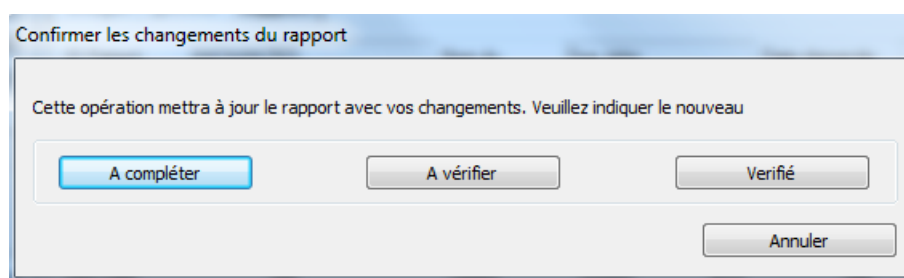 Confirmer les changements du rapport
Cette opération mettra à jour le rapport avec vos changements. Veuillez indiquer le nouveau
A compléter A vérifier Verifié
Annuler